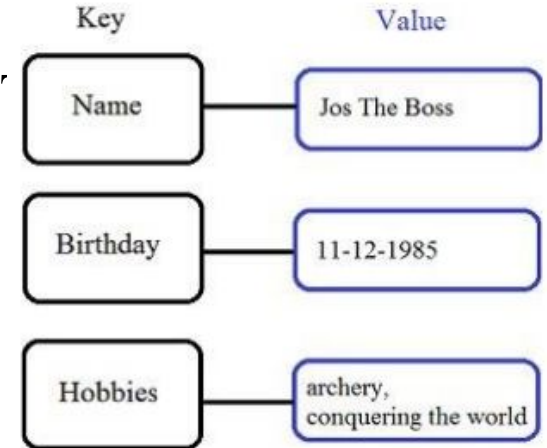 Key Value
Name Jos The Boss
Birthday 11-12-1985
Hobbies archery,
conquering the world